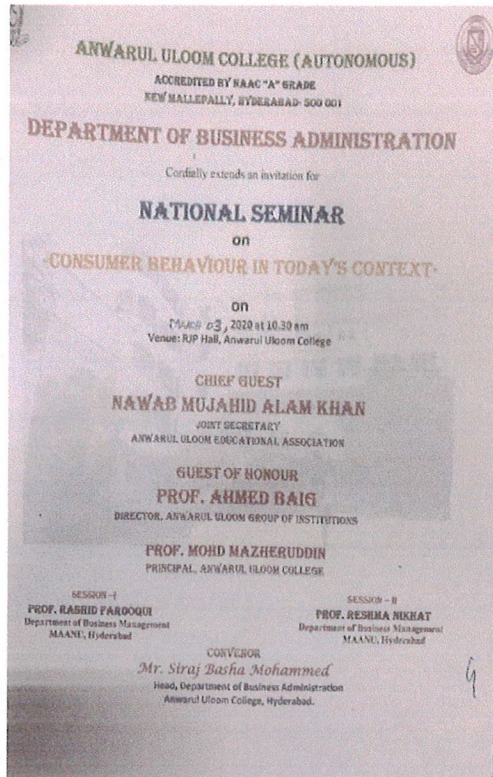 ANWARUL ULOOM COLLEGE (AUTONOMOUS)
ACCREDITED BY NAAC "A" GRADE
NEW MALLEPALLY, HYDERABAD- 500 001
DEPARTMENT OF BUSINESS ADMINISTRATION
Cordially extends an invitation for
NATIONAL SEMINAR
on
-CONSUMER BEHAVIOUR IN TODAY'S CONTEXT-
on
March 03, 2020 at 10.30 am
Venue: RJP Hall, Anwarul Uloom College
CHIEF GUEST
NAWAB MUJAHID ALAM KHAN
JOINT SECRETARY
ANWARUL ULOOM EDUCATIONAL ASSOCIATION
GUEST OF HONOUR
PROF. AHMED BAIG
DIRECTOR, ANWARUL ULOOM GROUP OF INSTITUTIONS
PROF. MOHD MAZHERUDDIN
PRINCIPAL, ANWARUL ULOOM COLLEGE
SESSION -I
PROF. RASHID FAROOQUI
Department of Business Management
MAANU, Hyderabad
SESSION - II
PROF. RESHMA NIKHAT
Department of Business Management
MAANU, Hyderabad
CONVENOR
Mr. Siraj Basha Mohammed
Head, Department of Business Administration
Anwarul Uloom College, Hyderabad.